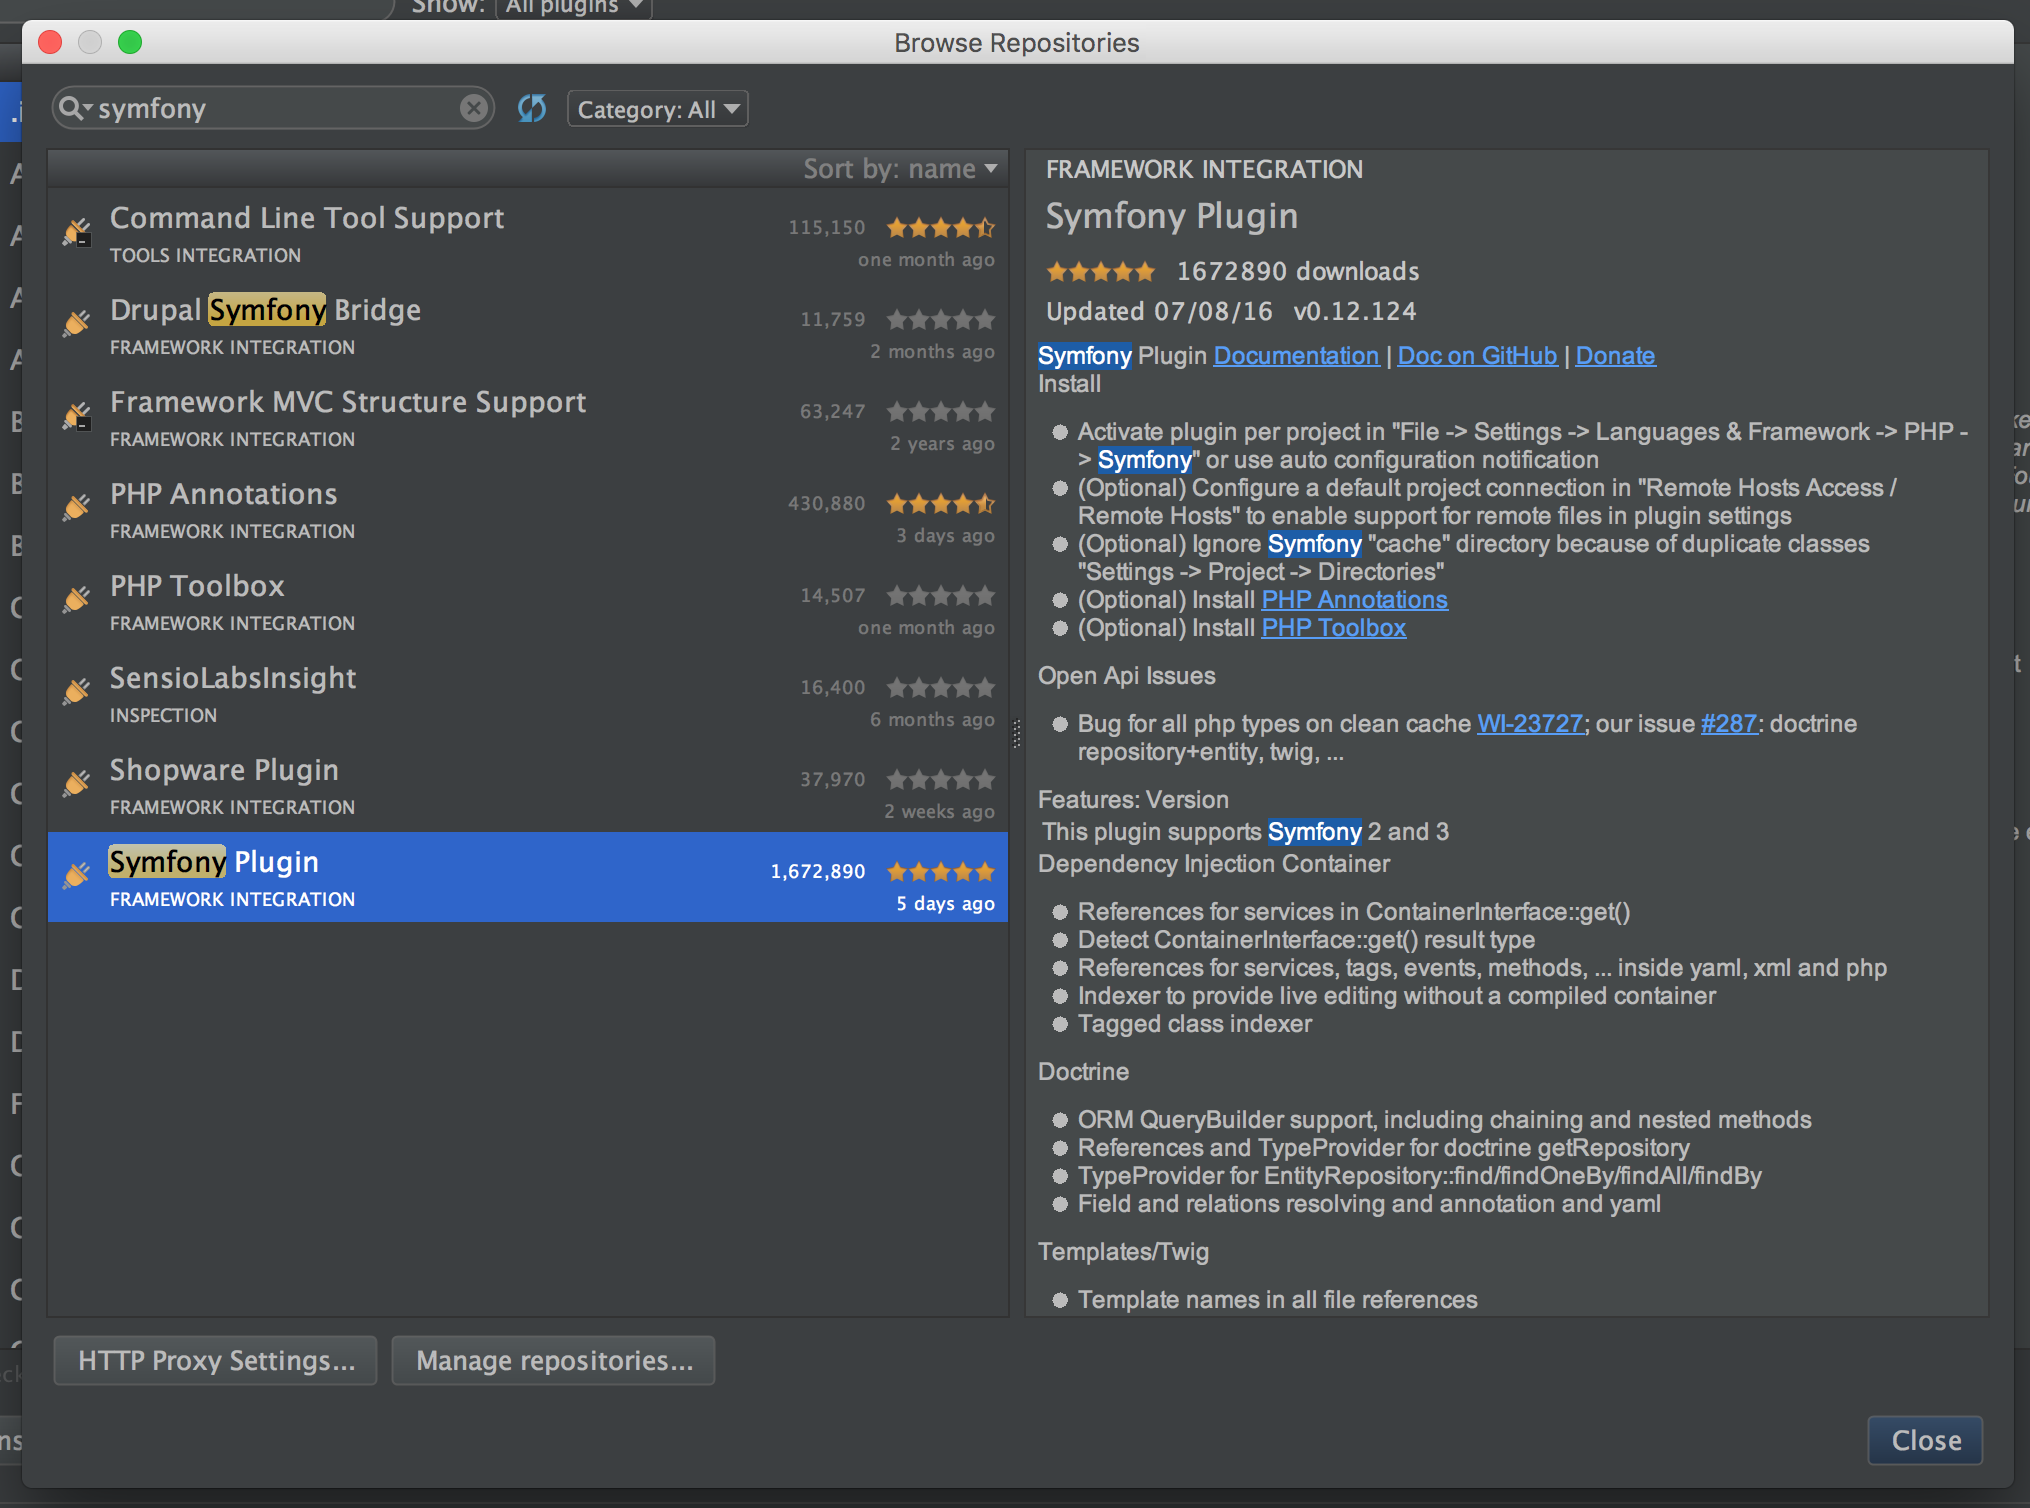 Show: All plugins
Browse Repositories
symfony
Category: All
Sort by: name
Command Line Tool Support
115,150
TOOLS INTEGRATION
one month ago
Drupal Symfony Bridge
11,759
FRAMEWORK INTEGRATION
2 months ago
Framework MVC Structure Support
63,247
FRAMEWORK INTEGRATION
2 years ago
PHP Annotations
430,880
FRAMEWORK INTEGRATION
3 days ago
PHP Toolbox
14,507
FRAMEWORK INTEGRATION
one month ago
SensioLabsInsight
16,400
INSPECTION
6 months ago
Shopware Plugin
37,970
FRAMEWORK INTEGRATION
2 weeks ago
Symfony Plugin
1,672,890
FRAMEWORK INTEGRATION
5 days ago
FRAMEWORK INTEGRATION
Symfony Plugin
1672890 downloads
Updated 07/08/16 v0.12.124
Symfony Plugin Documentation | Doc on GitHub | Donate
Install
Activate plugin per project in "File -> Settings -> Languages & Framework -> PHP -
> Symfony" or use auto configuration notification
(Optional) Configure a default project connection in "Remote Hosts Access /
Remote Hosts" to enable support for remote files in plugin settings
(Optional) Ignore Symfony "cache" directory because of duplicate classes
"Settings -> Project -> Directories"
(Optional) Install PHP Annotations
(Optional) Install PHP Toolbox
Open Api Issues
Bug for all php types on clean cache WI-23727; our issue #287: doctrine
repository+entity, twig, ...
Features: Version
This plugin supports Symfony 2 and 3
Dependency Injection Container
References for services in ContainerInterface::get()
Detect ContainerInterface::get() result type
References for services, tags, events, methods, ... inside yaml, xml and php
Indexer to provide live editing without a compiled container
Tagged class indexer
Doctrine
ORM QueryBuilder support, including chaining and nested methods
References and TypeProvider for doctrine getRepository
TypeProvider for EntityRepository::find/findOneBy/findAll/findBy
Field and relations resolving and annotation and yaml
Templates/Twig
Template names in all file references
HTTP Proxy Settings...
Manage repositories...
Close